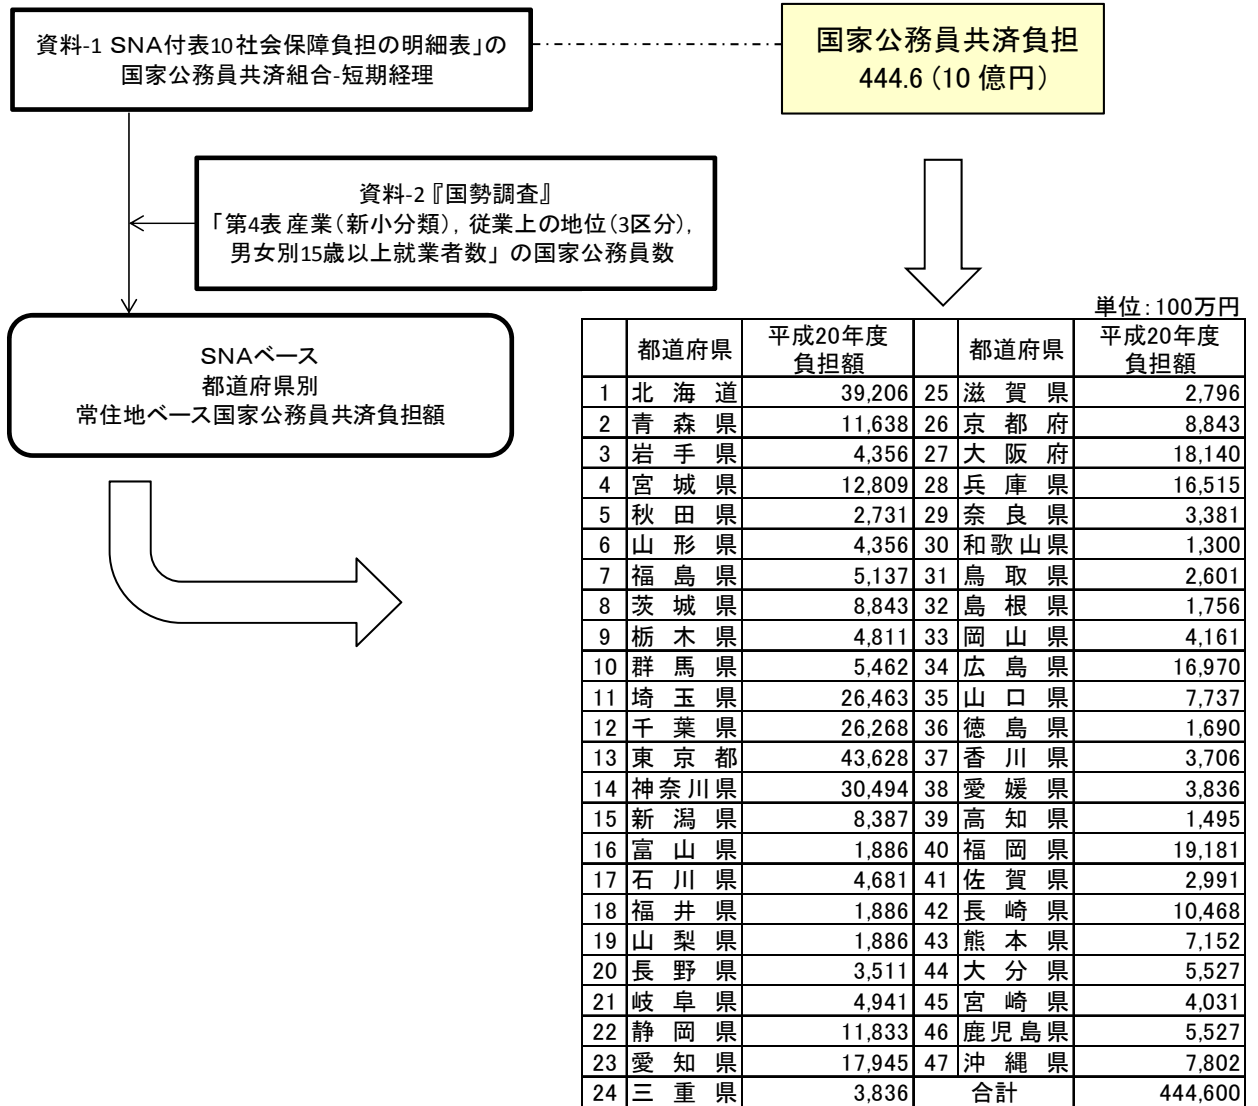 資料-1 SNA付表10社会保障負担の明細表」の
国家公務員共済組合-短期経理
国家公務員共済負担
444.6（10 億円）
資料-2『国勢調査』
「第4表 産業（新小分類），従業上の地位（3区分），
男女別15歳以上就業者数」の国家公務員数
SNAベース
都道府県別
常住地ベース国家公務員共済負担額
単位：100万円
都道府県 平成20年度 負担額 都道府県 平成20年度 負担額
1 北海道 39,206 25 滋賀県 2,796
2 青森県 11,638 26 京都府 8,843
3 岩手県 4,356 27 大阪府 18,140
4 宮城県 12,809 28 兵庫県 16,515
5 秋田県 2,731 29 奈良県 3,381
6 山形県 4,356 30 和歌山県 1,300
7 福島県 5,137 31 鳥取県 2,601
8 茨城県 8,843 32 島根県 1,756
9 栃木県 4,811 33 岡山県 4,161
10 群馬県 5,462 34 広島県 16,970
11 埼玉県 26,463 35 山口県 7,737
12 千葉県 26,268 36 徳島県 1,690
13 東京都 43,628 37 香川県 3,706
14 神奈川県 30,494 38 愛媛県 3,836
15 新潟県 8,387 39 高知県 1,495
16 富山県 1,886 40 福岡県 19,181
17 石川県 4,681 41 佐賀県 2,991
18 福井県 1,886 42 長崎県 10,468
19 山梨県 1,886 43 熊本県 7,152
20 長野県 3,511 44 大分県 5,527
21 岐阜県 4,941 45 宮崎県 4,031
22 静岡県 11,833 46 鹿児島県 5,527
23 愛知県 17,945 47 沖縄県 7,802
24 三重県 3,836 合計 444,600